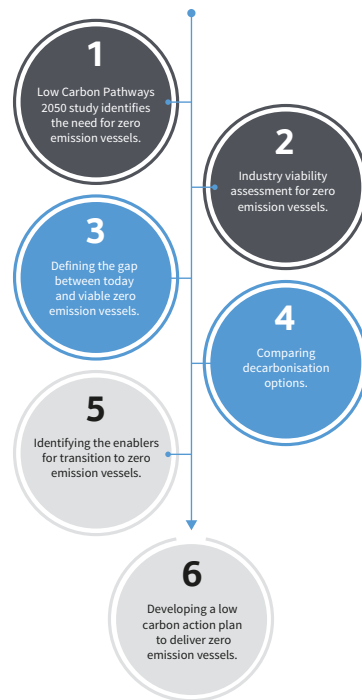 1
Low Carbon Pathways
2050 study identifies
the need for zero
emission vessels.
2
Industry viability
assessment for zero
emission vessels.
3
Defining the gap
between today
and viable zero
emission vessels.
4
Comparing
decarbonisation
options.
5
Identifying the enablers
for transition to zero
emission vessels.
6
Developing a low
carbon action plan
to deliver zero
emission vessels.